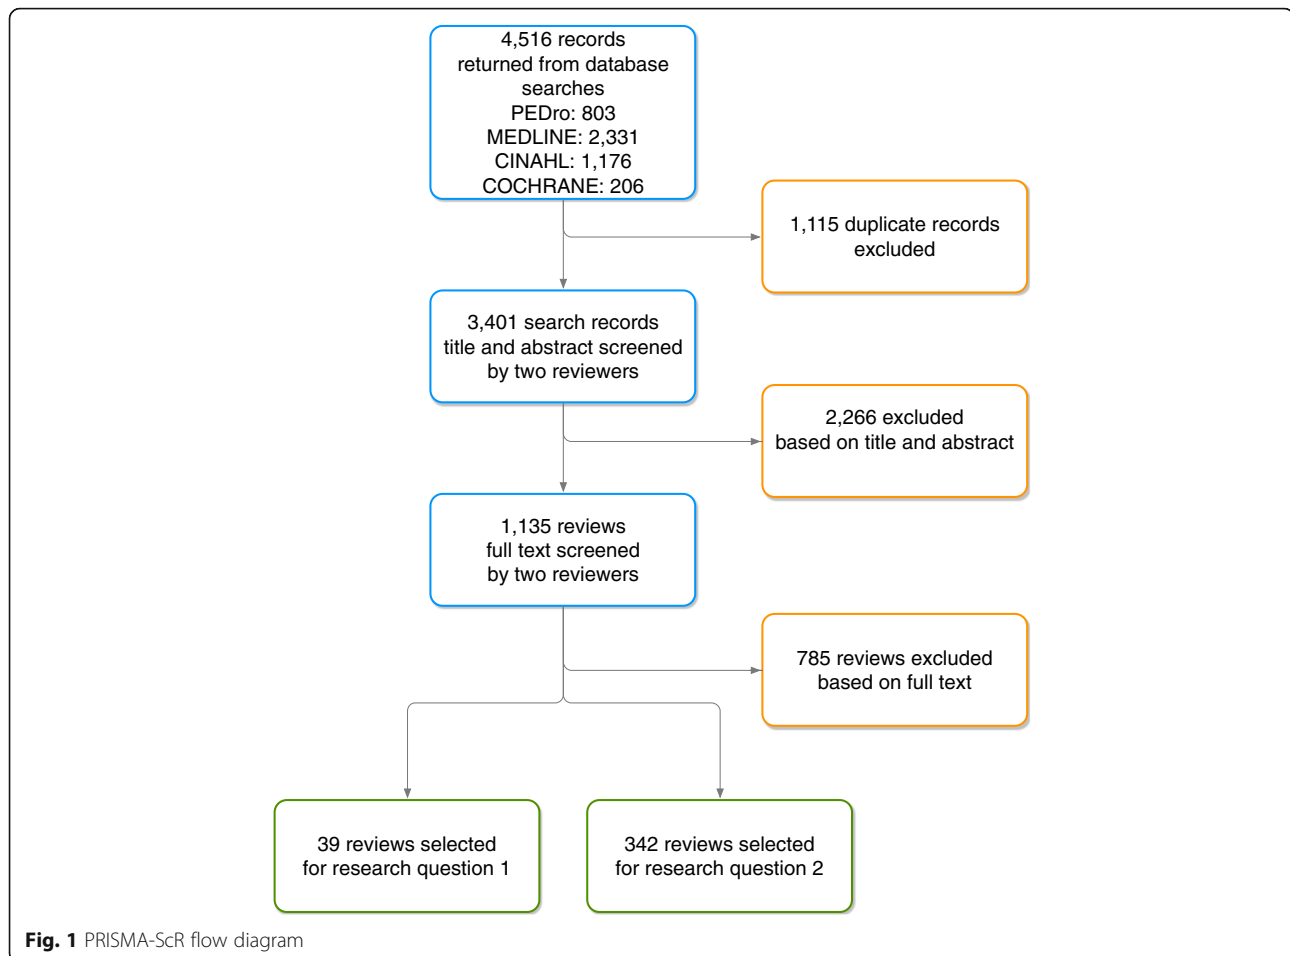 4,516 records
returned from database
searches
PEDro: 803
MEDLINE: 2,331
CINAHL: 1,176
COCHRANE: 206
1,115 duplicate records
excluded
3,401 search records
title and abstract screened
by two reviewers
2,266 excluded
based on title and abstract
1,135 reviews
full text screened
by two reviewers
785 reviews excluded
based on full text
39 reviews selected
for research question 1
342 reviews selected
for research question 2
Fig. 1 PRISMA-ScR flow diagram